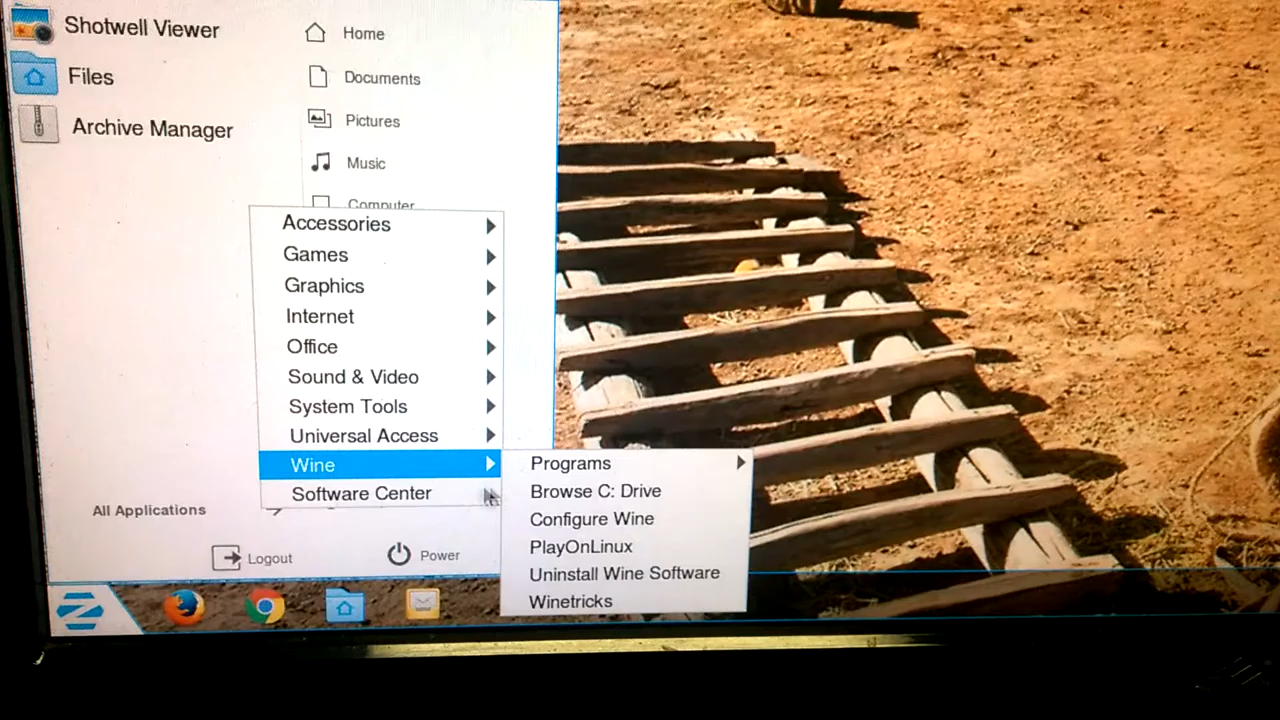 Shotwell Viewer
Files
Archive Manager
Home
Documents
Pictures
Music
Computer
Accessories
Games
Graphics
Internet
Office
Sound & Video
System Tools
Universal Access
Wine
Software Center
Programs
Browse C: Drive
Configure Wine
PlayOnLinux
Uninstall Wine Software
Winetricks
All Applications
Logout
Power